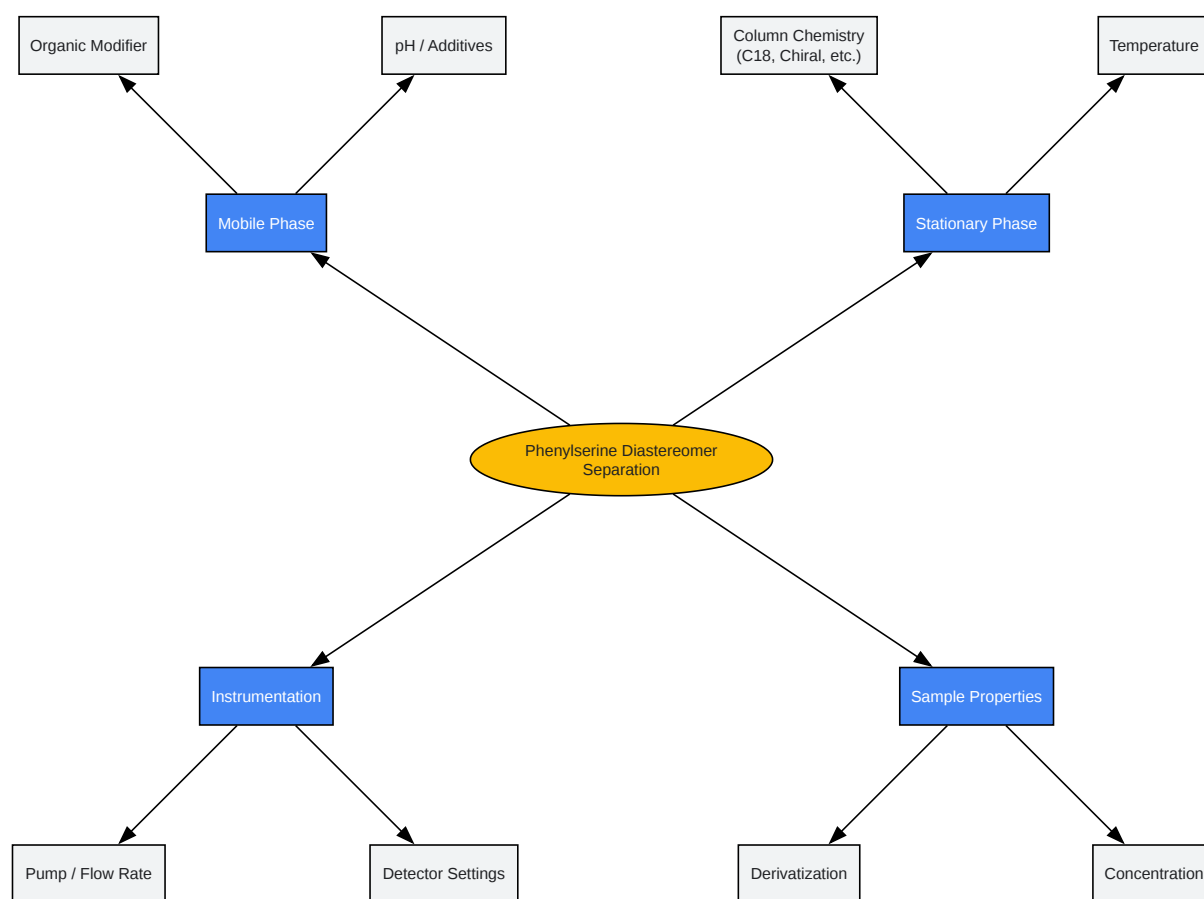 Organic Modifier
pH / Additives
Column Chemistry
(C18, Chiral, etc.)
Temperature
Mobile Phase
Stationary Phase
Phenylserine Diastereomer
Separation
Instrumentation
Sample Properties
Pump / Flow Rate
Detector Settings
Derivatization
Concentration